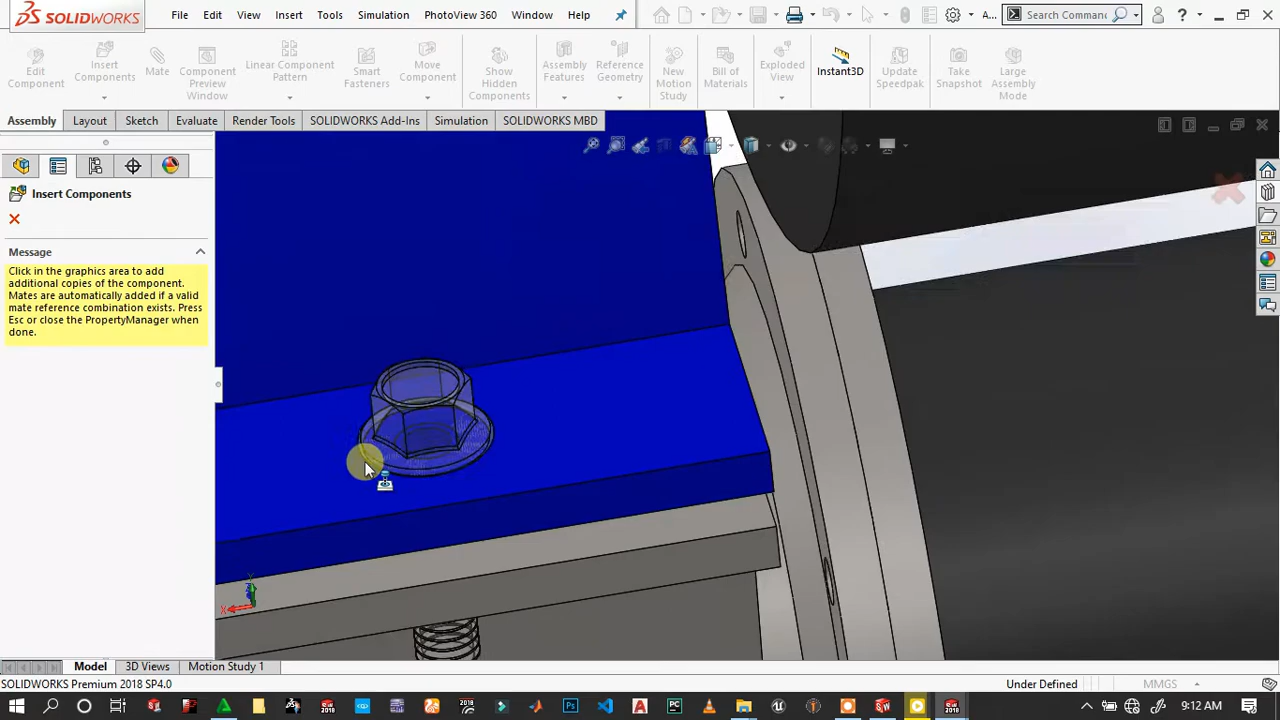 SOLIDWORKS
File Edit View Insert Tools Simulation PhotoView 360 Window Help
A...
Search Comman
?
Edit Component
Insert Components
Mate
Component Preview Window
Linear Component Pattern
Smart Fasteners
Move Component
Show Hidden Components
Assembly Features
Reference Geometry
New Motion Study
Bill of Materials
Exploded View
Instant3D
Update Speedpak
Take Snapshot
Large Assembly Mode
Assembly Layout Sketch Evaluate Render Tools SOLIDWORKS Add-Ins Simulation SOLIDWORKS MBD
Insert Components
Message
Click in the graphics area to add
additional copies of the component.
Mates are automatically added if a valid
mate reference combination exists. Press
Esc or close the PropertyManager when
done.
Y
X
Model 3D Views Motion Study 1
SOLIDWORKS Premium 2018 SP4.0
Under Defined
MMGS
9:12 AM